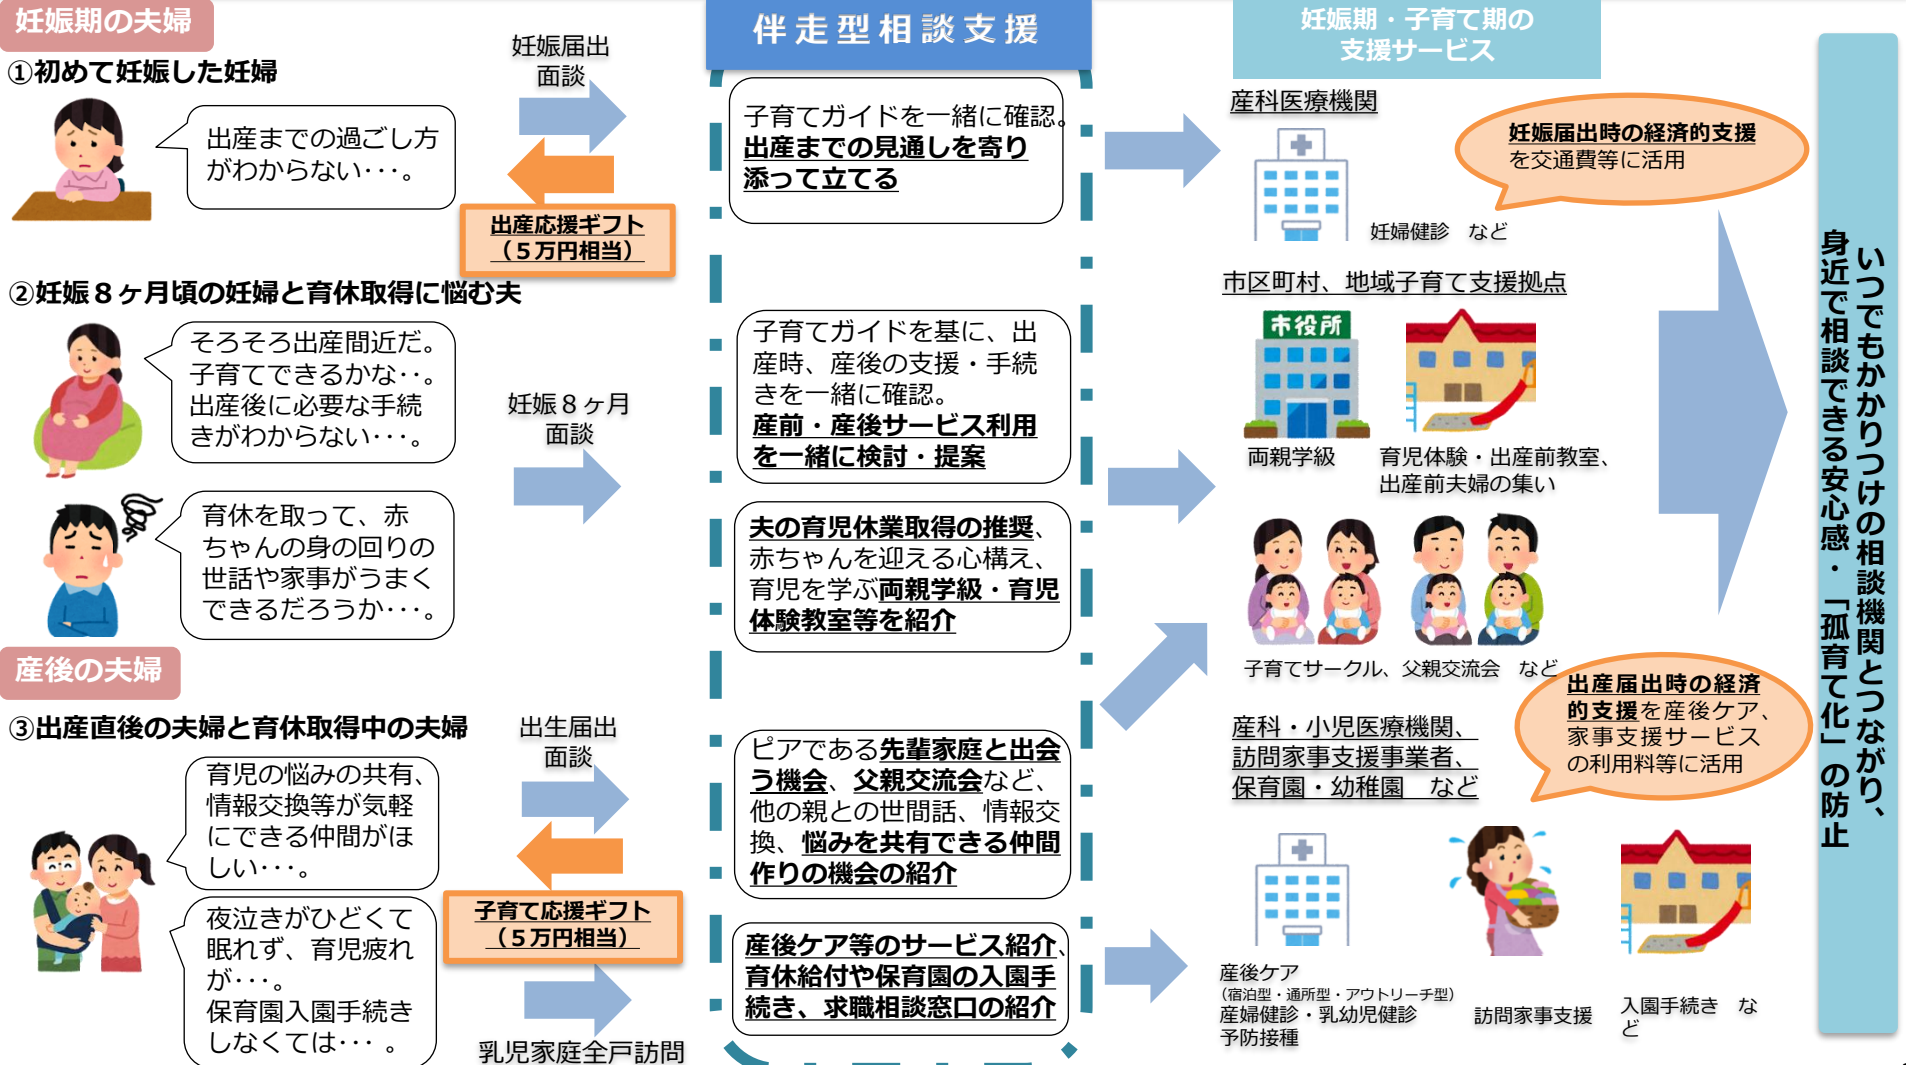 妊娠期の夫婦
①初めて妊娠した妊婦
出産までの過ごし方
がわからない･･･。
妊娠届出
面談
出産応援ギフト
（５万円相当）
②妊娠８ヶ月頃の妊婦と育休取得に悩む夫
そろそろ出産間近だ。
子育てできるかな･･。
出産後に必要な手続
きがわからない･･･。
妊娠８ヶ月
面談
育休を取って、赤
ちゃんの身の回りの
世話や家事がうまく
できるだろうか･･･。
産後の夫婦
③出産直後の夫婦と育休取得中の夫婦
育児の悩みの共有、
情報交換等が気軽
にできる仲間がほ
しい･･･。
夜泣きがひどくて
眠れず、育児疲れ
が･･･。
保育園入園手続き
しなくては･･･ 。
出生届出
面談
子育て応援ギフト
（５万円相当）
乳児家庭全戸訪問
伴走型相談支援
子育てガイドを一緒に確認。
出産までの見通しを寄り
添って立てる
子育てガイドを基に、出
産時、産後の支援・手続
きを一緒に確認。
産前・産後サービス利用
を一緒に検討・提案
夫の育児休業取得の推奨、
赤ちゃんを迎える心構え、
育児を学ぶ両親学級・育児
体験教室等を紹介
ピアである先輩家庭と出会
う機会、父親交流会など、
他の親との世間話、情報交
換、悩みを共有できる仲間
作りの機会の紹介
産後ケア等のサービス紹介、
育休給付や保育園の入園手
続き、求職相談窓口の紹介
妊娠期・子育て期の
支援サービス
産科医療機関
妊婦健診　など
妊娠届出時の経済的支援
を交通費等に活用
市区町村、地域子育て支援拠点
市役所
両親学級
育児体験・出産前教室、
出産前夫婦の集い
子育てサークル、父親交流会　など
産科・小児医療機関、
訪問家事支援事業者、
保育園・幼稚園　など
出産届出時の経済
的支援を産後ケア、
家事支援サービス
の利用料等に活用
産後ケア
（宿泊型・通所型・アウトリーチ型）
産婦健診・乳幼児健診
予防接種
訪問家事支援
入園手続き　な
ど
いつでもかかりつけの相談機関とつながり、
身近で相談できる安心感・「孤育て化」の防止